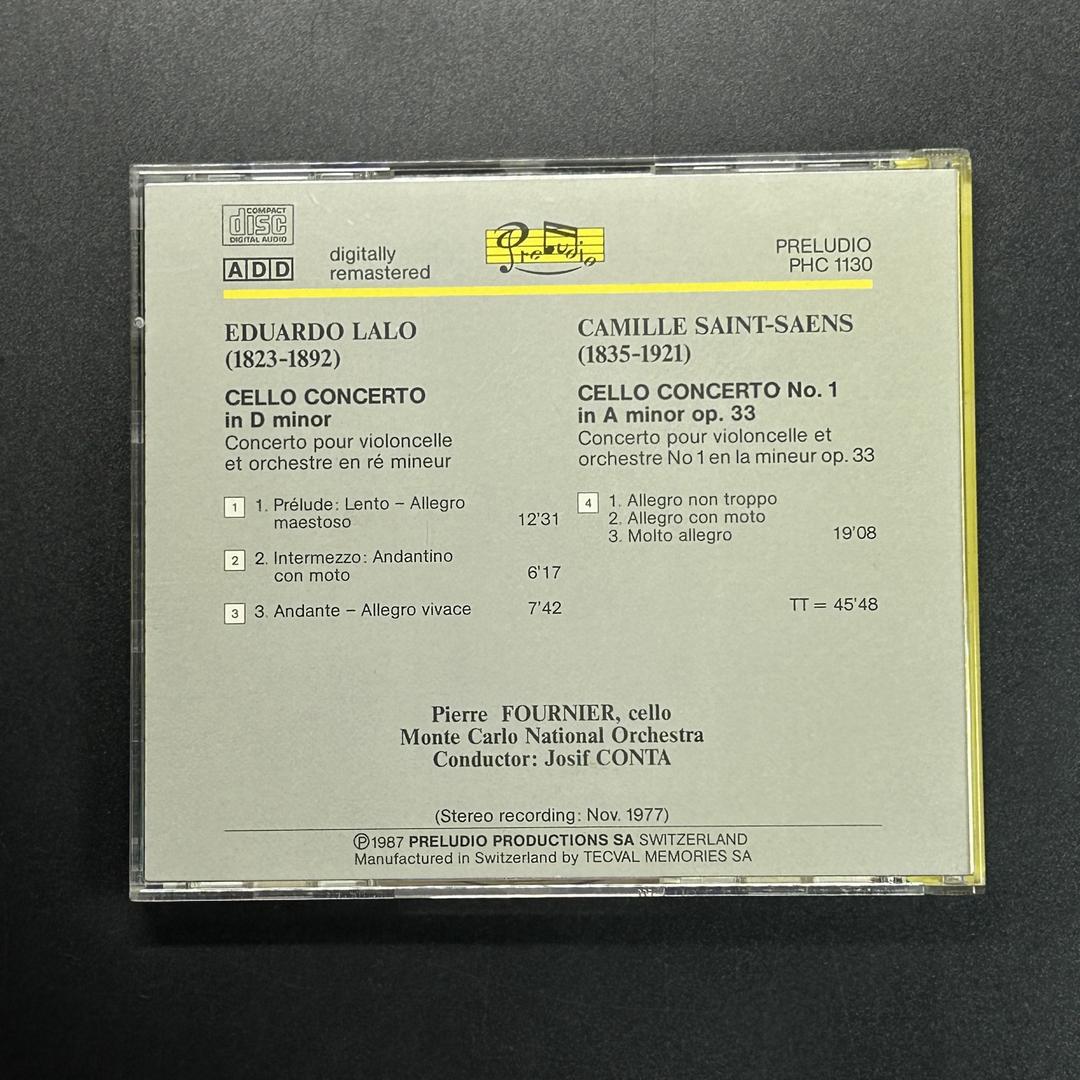 COMPACT
disc
DIGITAL AUDIO
ADD
digitally
remastered
Preludio
PRELUDIO
PHC 1130
EDUARDO LALO
(1823-1892)
CELLO CONCERTO
in D minor
Concerto pour violoncelle
et orchestre en ré mineur
1 1. Prélude: Lento – Allegro
maestoso 12'31
2 2. Intermezzo: Andantino
con moto 6'17
3 3. Andante – Allegro vivace 7'42
CAMILLE SAINT-SAENS
(1835-1921)
CELLO CONCERTO No. 1
in A minor op. 33
Concerto pour violoncelle et
orchestre No 1 en la mineur op. 33
4 1. Allegro non troppo
2. Allegro con moto
3. Molto allegro 19'08
TT = 45'48
Pierre FOURNIER, cello
Monte Carlo National Orchestra
Conductor: Josif CONTA
(Stereo recording: Nov. 1977)
℗1987 PRELUDIO PRODUCTIONS SA SWITZERLAND
Manufactured in Switzerland by TECVAL MEMORIES SA